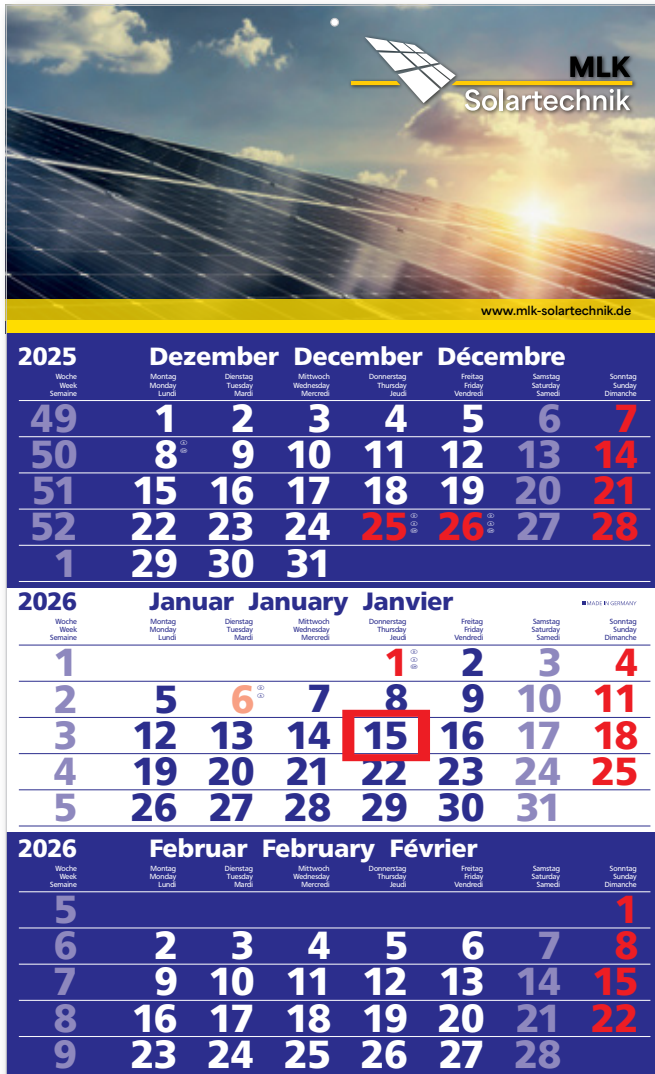 MLK
Solartechnik
www.mlk-solartechnik.de
2025 Dezember December Décembre
Woche Montag Dienstag Mittwoch Donnerstag Freitag Samstag Sonntag
Week Monday Tuesday Wednesday Thursday Friday Saturday Sunday
Semaine Lundi Mardi Mercredi Jeudi Vendredi Samedi Dimanche
49 1 2 3 4 5 6 7
50 8 9 10 11 12 13 14
51 15 16 17 18 19 20 21
52 22 23 24 25 26 27 28
1 29 30 31
2026 Januar January Janvier MADE IN GERMANY
Woche Montag Dienstag Mittwoch Donnerstag Freitag Samstag Sonntag
Week Monday Tuesday Wednesday Thursday Friday Saturday Sunday
Semaine Lundi Mardi Mercredi Jeudi Vendredi Samedi Dimanche
1 1 2 3 4
2 5 6 7 8 9 10 11
3 12 13 14 15 16 17 18
4 19 20 21 22 23 24 25
5 26 27 28 29 30 31
2026 Februar February Février
Woche Montag Dienstag Mittwoch Donnerstag Freitag Samstag Sonntag
Week Monday Tuesday Wednesday Thursday Friday Saturday Sunday
Semaine Lundi Mardi Mercredi Jeudi Vendredi Samedi Dimanche
5 1
6 2 3 4 5 6 7 8
7 9 10 11 12 13 14 15
8 16 17 18 19 20 21 22
9 23 24 25 26 27 28